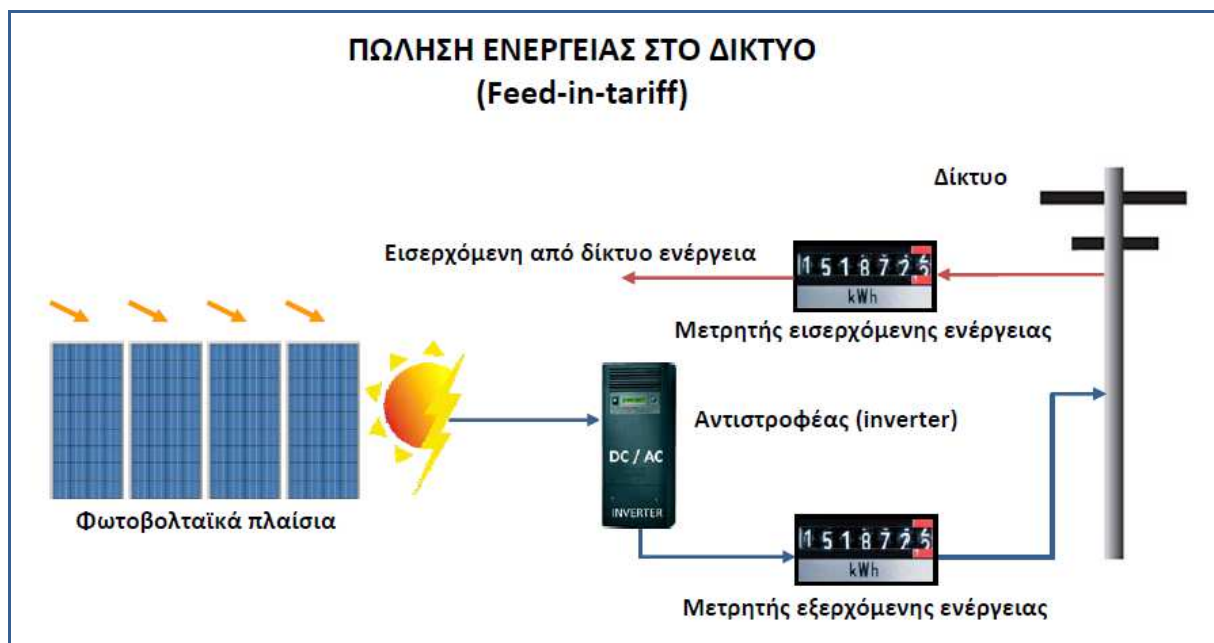 ΠΩΛΗΣΗ ΕΝΕΡΓΕΙΑΣ ΣΤΟ ΔΙΚΤΥΟ
(Feed-in-tariff)
Δίκτυο
Εισερχόμενη από δίκτυο ενέργεια
kWh
Μετρητής εισερχόμενης ενέργειας
Αντιστροφέας (inverter)
DC / AC
INVERTER
Φωτοβολταϊκά πλαίσια
kWh
Μετρητής εξερχόμενης ενέργειας